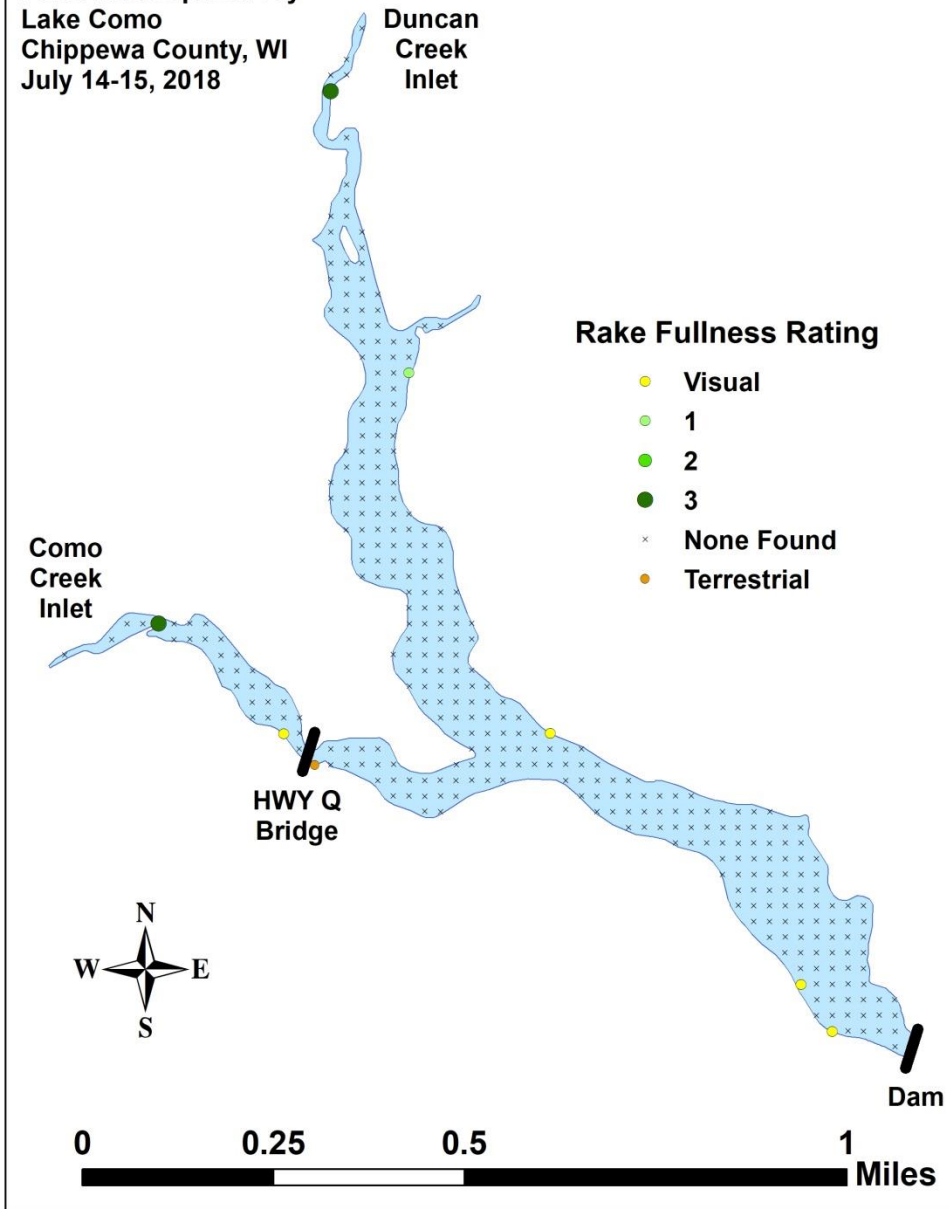 Lake Como
Chippewa County, WI
July 14-15, 2018
Duncan
Creek
Inlet
Rake Fullness Rating
Visual
1
2
3
None Found
Terrestrial
Como
Creek
Inlet
HWY Q
Bridge
N
W E
S
Dam
0 0.25 0.5 1
Miles